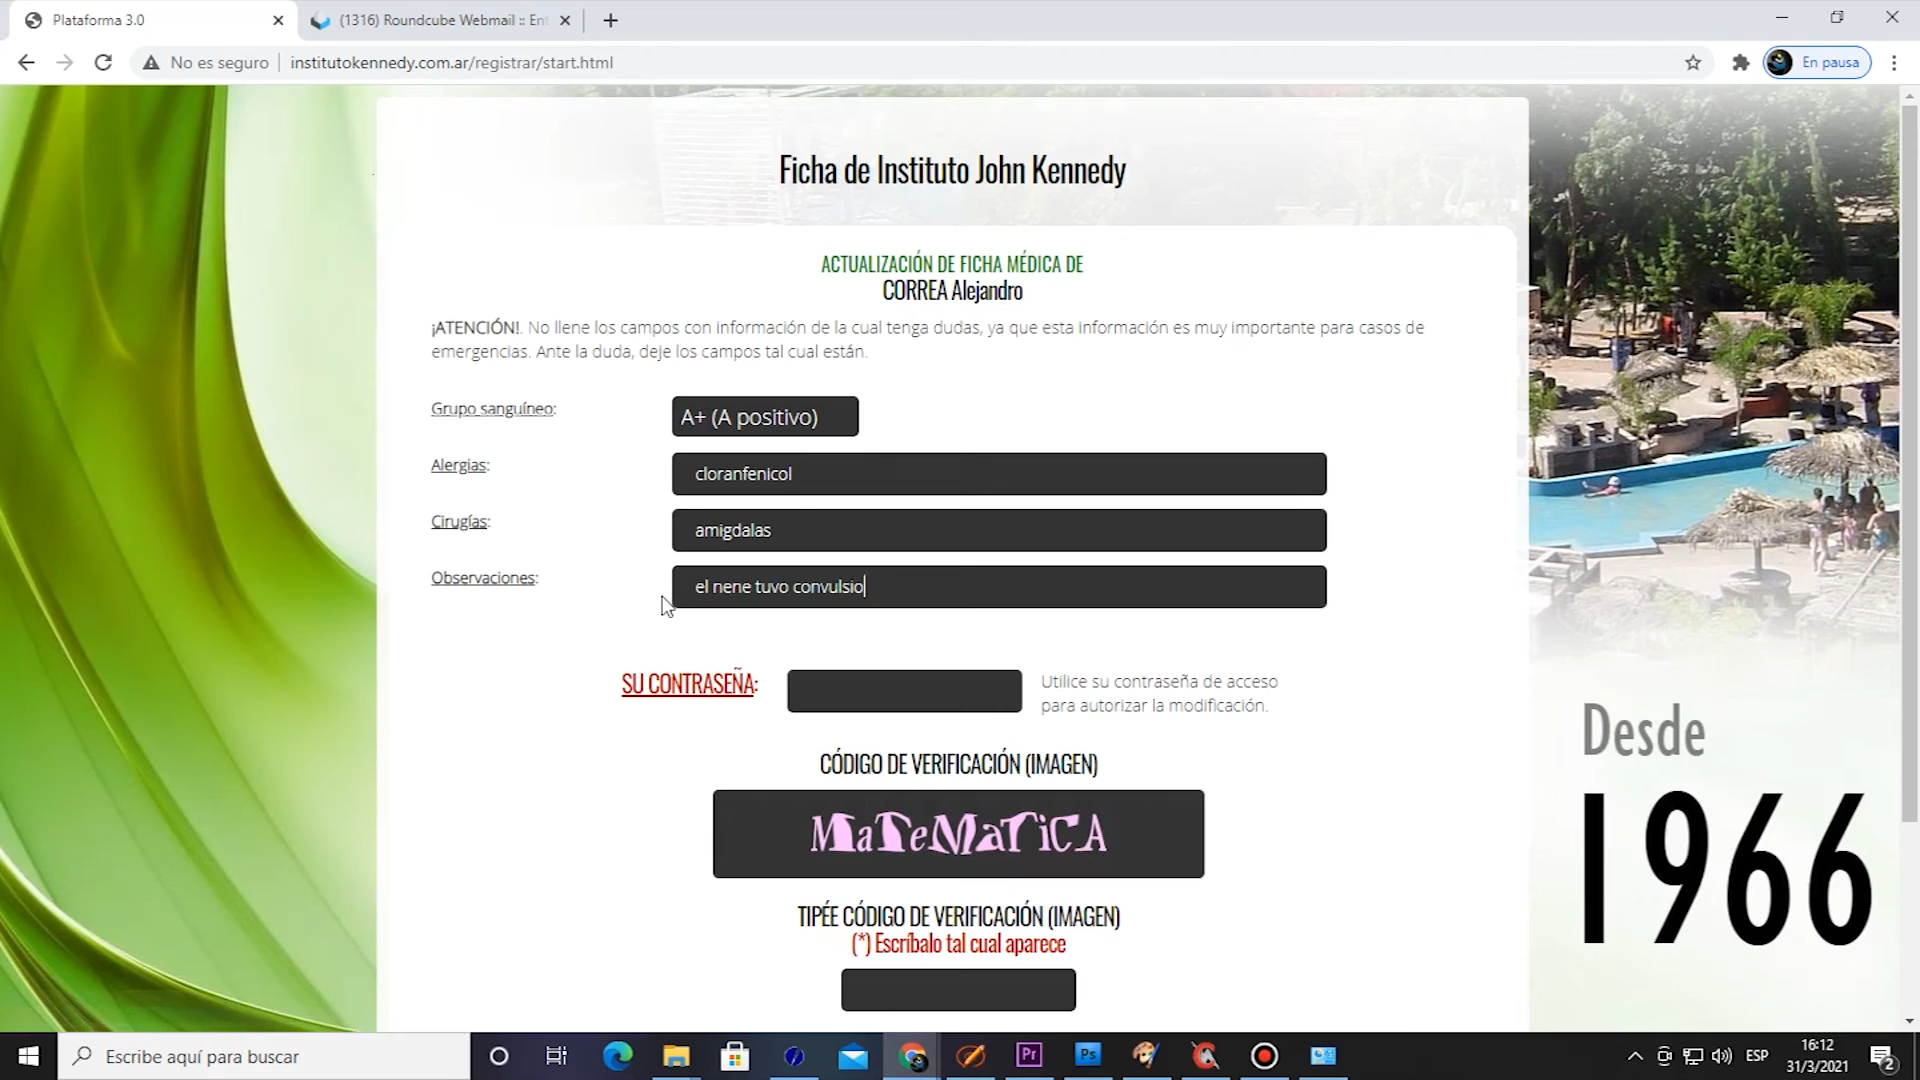 Plataforma 3.0
(1316) Roundcube Webmail :: Ent
No es seguro
institutokennedy.com.ar/registrar/start.html
En pausa
Ficha de Instituto John Kennedy
ACTUALIZACIÓN DE FICHA MÉDICA DE
CORREA Alejandro
¡ATENCIÓN!. No llene los campos con información de la cual tenga dudas, ya que esta información es muy importante para casos de
emergencias. Ante la duda, deje los campos tal cual están.
Grupo sanguíneo:
A+ (A positivo)
Alergias:
cloranfenicol
Cirugías:
amigdalas
Observaciones:
el nene tuvo convulsio
SU CONTRASEÑA:
Utilice su contraseña de acceso
para autorizar la modificación.
CÓDIGO DE VERIFICACIÓN (IMAGEN)
MaTeMaTiCA
TIPÉE CÓDIGO DE VERIFICACIÓN (IMAGEN)
(*) Escríbalo tal cual aparece
Desde
1966
Escribe aquí para buscar
Pr
Ps
ESP
16:12
31/3/2021
2